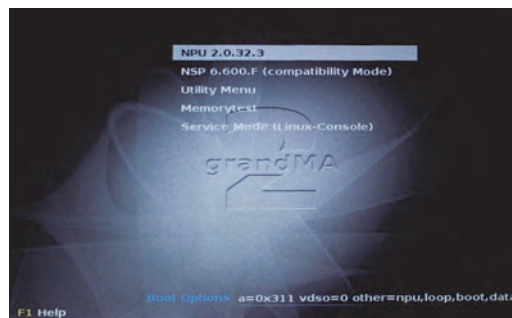 NPU 2.0.32.3
NSP 6.600.F (compatibility Mode)
Utility Menu
Memorytest
Service Mode (Linux-Console)
grandMA
2
Boot Options a=0x311 vdso=0 other=npu,loop,boot,data
F1 Help